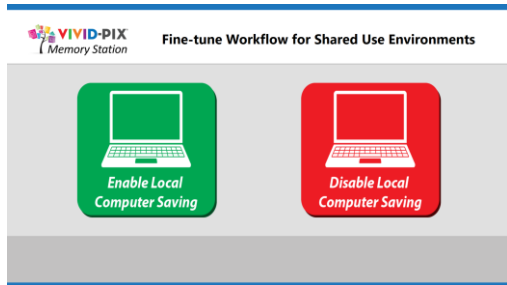 VIVID-PIX
Memory Station
Fine-tune Workflow for Shared Use Environments
Enable Local
Computer Saving
Disable Local
Computer Saving